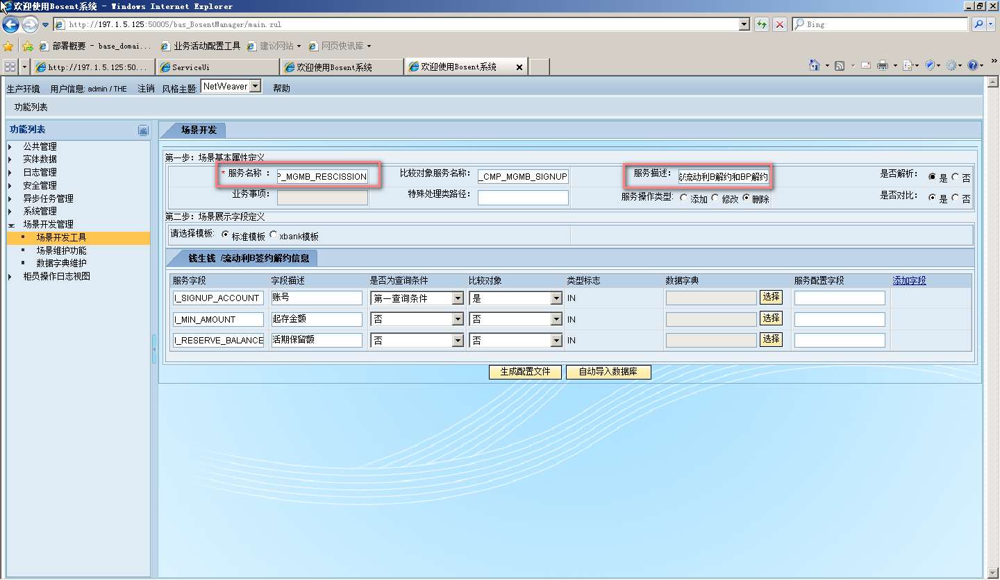 欢迎使用Bosent系统 - Windows Internet Explorer
http://197.1.5.125:50005/bas_BosentManager/main.zul
Bing
部署概要 - base_domai... 业务活动配置工具 建议网站 网页快讯库
http://197.1.5.125:50... ServiceUi 欢迎使用Bosent系统 欢迎使用Bosent系统
生产环境 用户信息: admin / THE 注销 风格主题: NetWeaver 帮助
功能列表
功能列表
公共管理
实体数据
日志管理
安全管理
异步任务管理
系统管理
场景开发管理
场景开发工具
场景维护功能
数据字典维护
柜员操作日志视图
场景开发
第一步：场景基本属性定义
* 服务名称 ： P_MGMB_RESCISSION 比较对象服务名称： _CMP_MGMB_SIGNUP 服务描述： 流动利B解约和BP解约 是否解析： 是 否
业务事项： 特殊处理类路径： 服务操作类型： 添加 修改 删除 是否对比： 是 否
第二步：场景展示字段定义
请选择模板: 标准模板 xbank模板
钱生钱 /流动利B签约解约信息
服务字段 字段描述 是否为查询条件 比较对象 类型标志 数据字典 服务配置字段 添加字段
I_SIGNUP_ACCOUNT 账号 第一查询条件 是 IN 选择
I_MIN_AMOUNT 起存金额 否 否 IN 选择
I_RESERVE_BALANCE 活期保留额 否 否 IN 选择
生成配置文件 自动导入数据库